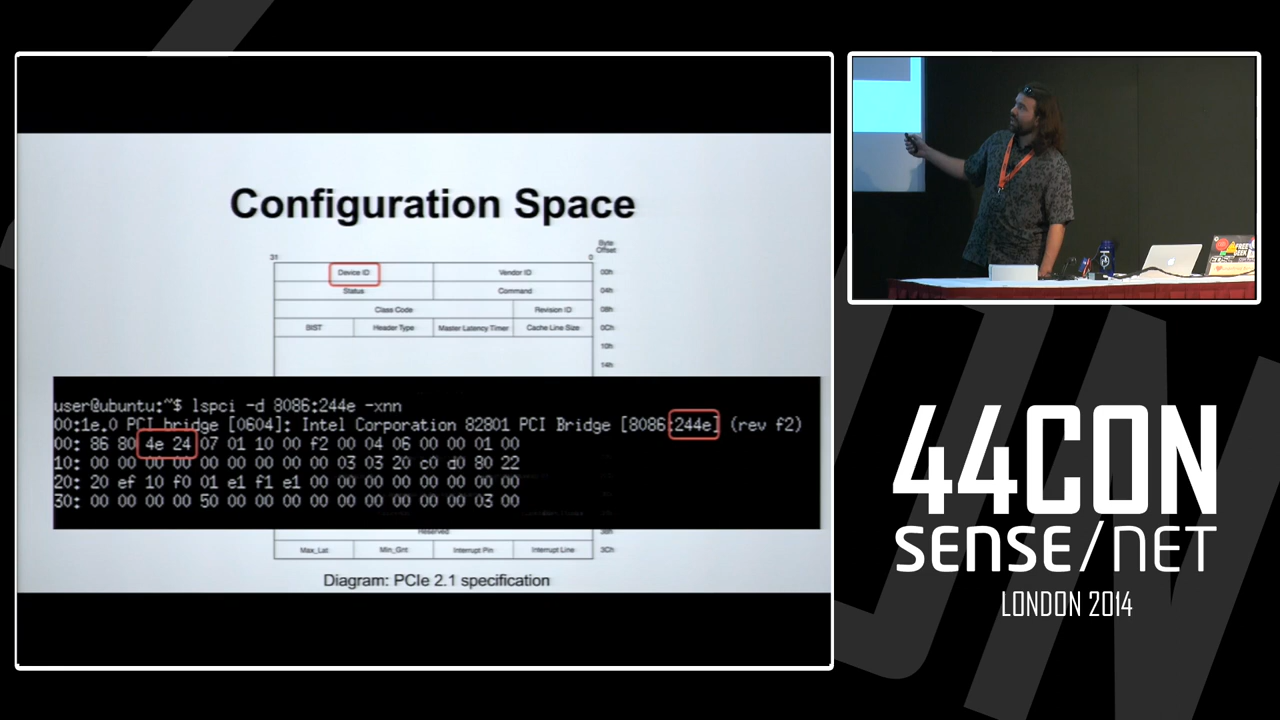 Configuration Space
Byte
Offset
31 0
Device ID Vendor ID 00h
Status Command 04h
Class Code Revision ID 08h
BIST Header Type Master Latency Timer Cache Line Size 0Ch
10h
14h
user@ubuntu:~$ lspci -d 8086:244e -xnn
00:1e.0 PCI bridge [0604]: Intel Corporation 82801 PCI Bridge [8086:244e] (rev f2)
00: 86 80 4e 24 07 01 10 00 f2 00 04 06 00 00 01 00
10: 00 00 00 00 00 00 00 00 00 03 03 20 c0 d0 80 22
20: 20 ef 10 f0 01 e1 f1 e1 00 00 00 00 00 00 00 00
30: 00 00 00 00 50 00 00 00 00 00 00 00 00 00 03 00
Reserved
Max_Lat Min_Gnt Interrupt Pin Interrupt Line 3Ch
Diagram: PCIe 2.1 specification
44CON
SENSE/NET
LONDON 2014